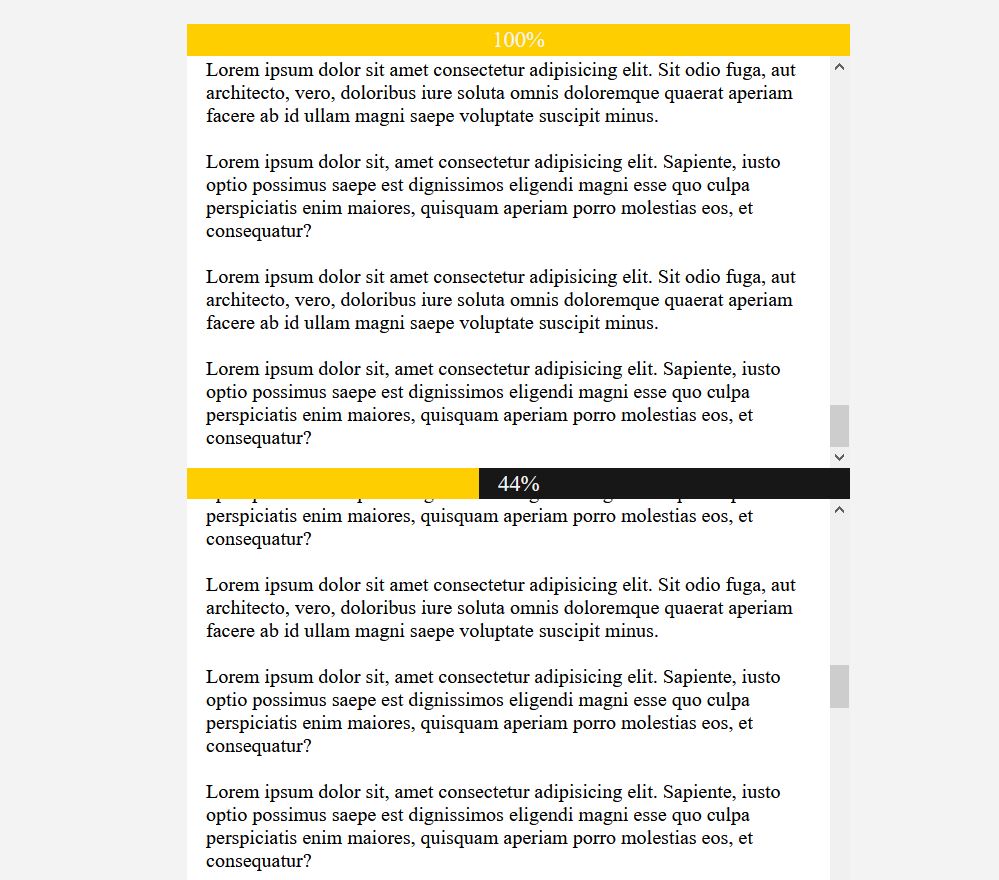 100%
Lorem ipsum dolor sit amet consectetur adipisicing elit. Sit odio fuga, aut
architecto, vero, doloribus iure soluta omnis doloremque quaerat aperiam
facere ab id ullam magni saepe voluptate suscipit minus.
Lorem ipsum dolor sit, amet consectetur adipisicing elit. Sapiente, iusto
optio possimus saepe est dignissimos eligendi magni esse quo culpa
perspiciatis enim maiores, quisquam aperiam porro molestias eos, et
consequatur?
Lorem ipsum dolor sit amet consectetur adipisicing elit. Sit odio fuga, aut
architecto, vero, doloribus iure soluta omnis doloremque quaerat aperiam
facere ab id ullam magni saepe voluptate suscipit minus.
Lorem ipsum dolor sit, amet consectetur adipisicing elit. Sapiente, iusto
optio possimus saepe est dignissimos eligendi magni esse quo culpa
perspiciatis enim maiores, quisquam aperiam porro molestias eos, et
consequatur?
44%
perspiciatis enim maiores, quisquam aperiam porro molestias eos, et
consequatur?
Lorem ipsum dolor sit amet consectetur adipisicing elit. Sit odio fuga, aut
architecto, vero, doloribus iure soluta omnis doloremque quaerat aperiam
facere ab id ullam magni saepe voluptate suscipit minus.
Lorem ipsum dolor sit, amet consectetur adipisicing elit. Sapiente, iusto
optio possimus saepe est dignissimos eligendi magni esse quo culpa
perspiciatis enim maiores, quisquam aperiam porro molestias eos, et
consequatur?
Lorem ipsum dolor sit, amet consectetur adipisicing elit. Sapiente, iusto
optio possimus saepe est dignissimos eligendi magni esse quo culpa
perspiciatis enim maiores, quisquam aperiam porro molestias eos, et
consequatur?